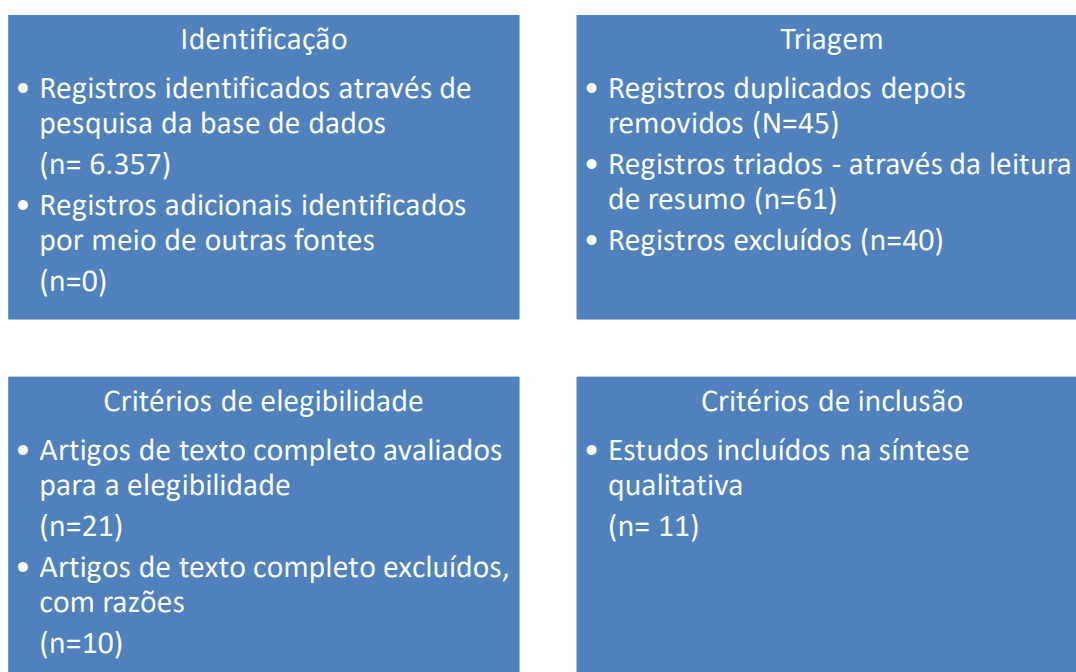 Identificação
• Registros identificados através de
pesquisa da base de dados
(n= 6.357)
• Registros adicionais identificados
por meio de outras fontes
(n=0)
Triagem
• Registros duplicados depois
removidos (N=45)
• Registros triados - através da leitura
de resumo (n=61)
• Registros excluídos (n=40)
Critérios de elegibilidade
• Artigos de texto completo avaliados
para a elegibilidade
(n=21)
• Artigos de texto completo excluídos,
com razões
(n=10)
Critérios de inclusão
• Estudos incluídos na síntese
qualitativa
(n= 11)